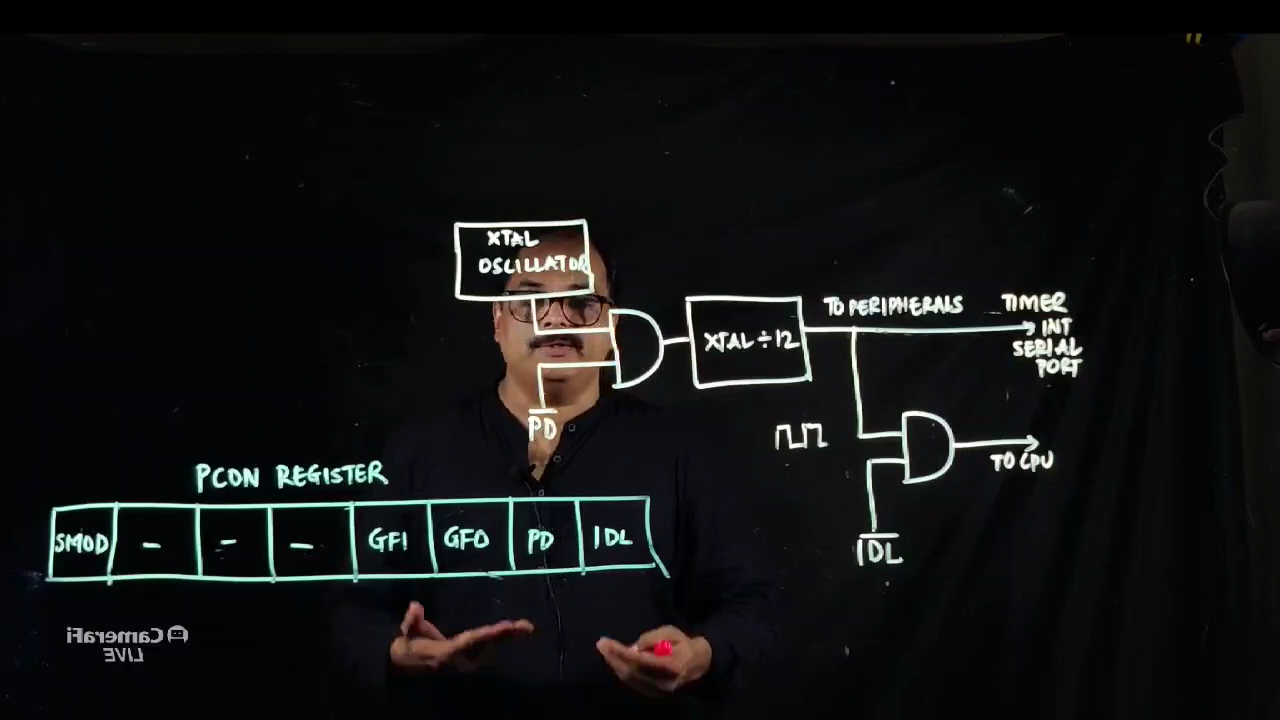 XTAL
OSCILLATOR
XTAL ÷ 12
TO PERIPHERALS
TIMER
INT
SERIAL
PORT
PD
TO CPU
IDL
PCON REGISTER
SMOD - - - GF1 GF0 PD IDL
CameraFi
LIVE